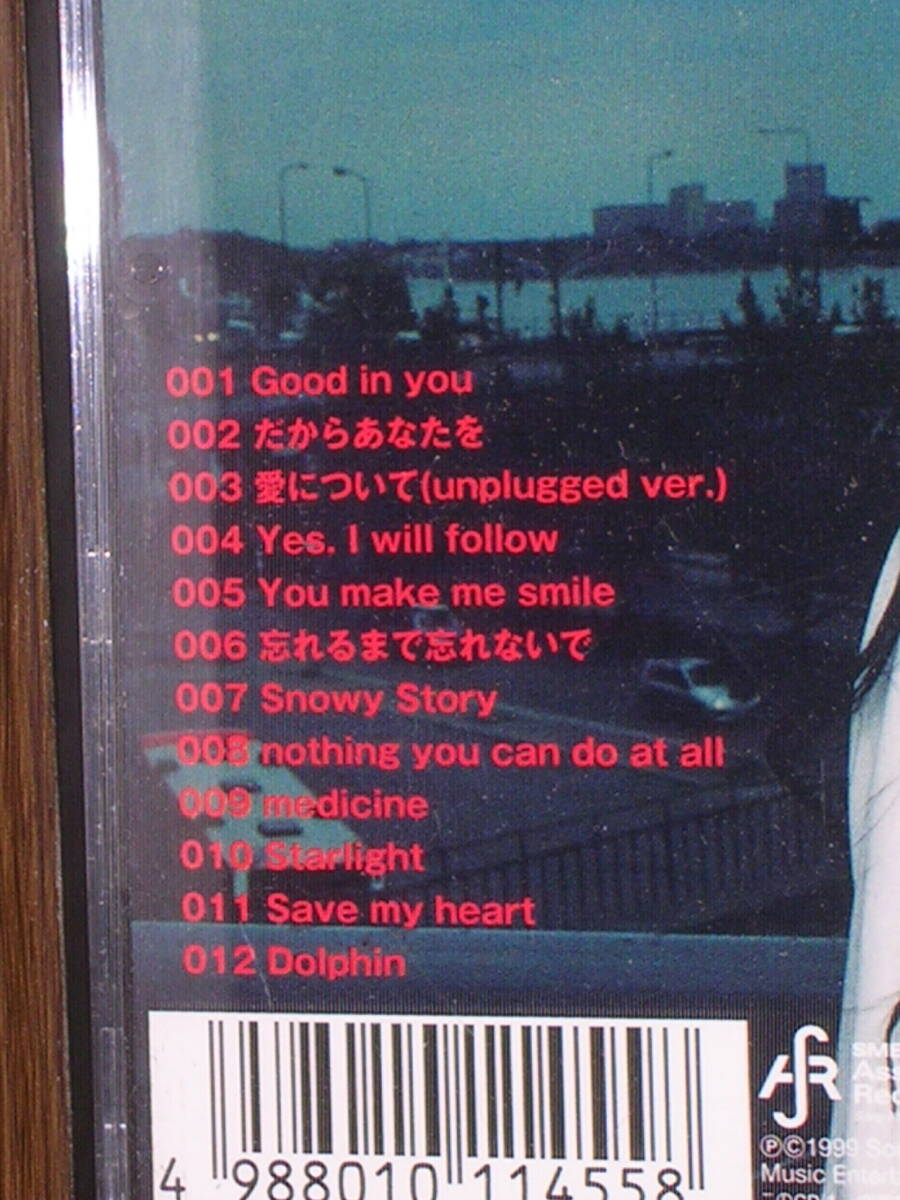 001 Good in you
002 だからあなたを
003 愛について(unplugged ver.)
004 Yes. I will follow
005 You make me smile
006 忘れるまで忘れないで
007 Snowy Story
008 nothing you can do at all
009 medicine
010 Starlight
011 Save my heart
012 Dolphin
4 988010 114558
ⓅⒸ1999
Music